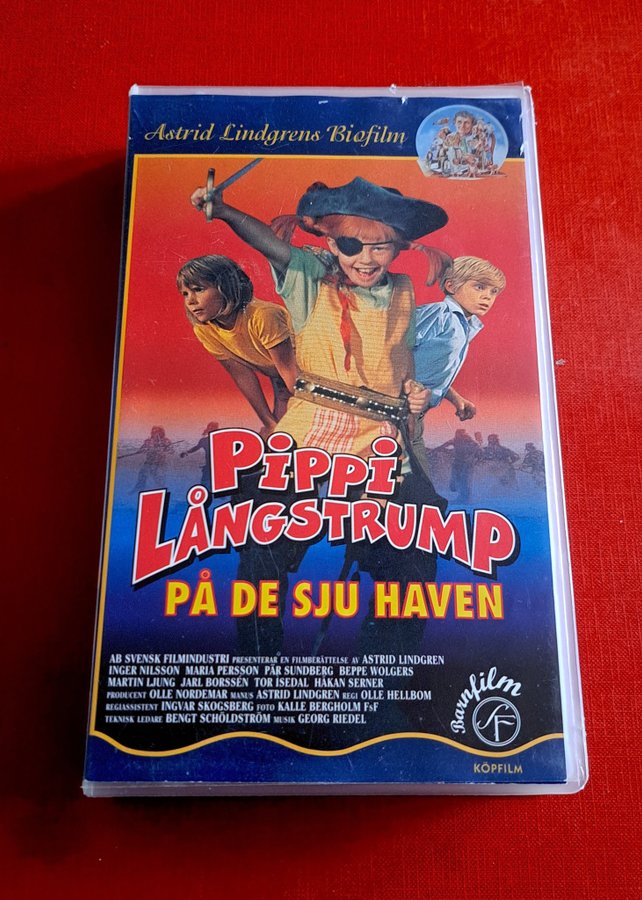 Astrid Lindgrens Biofilm
PIPPI
LÅNGSTRUMP
PÅ DE SJU HAVEN
AB SVENSK FILMINDUSTRI PRESENTERAR EN FILMBERÄTTELSE AV ASTRID LINDGREN
INGER NILSSON MARIA PERSSON PÄR SUNDBERG BEPPE WOLGERS
MARTIN LJUNG JARL BORSSÉN TOR ISEDAL HÅKAN SERNER
PRODUCENT OLLE NORDEMAR MANUS ASTRID LINDGREN REGI OLLE HELLBOM
REGIASSISTENT INGVAR SKOGSBERG FOTO KALLE BERGHOLM FSF
TEKNISK LEDARE BENGT SCHÖLDSTRÖM MUSIK GEORG RIEDEL
Barnfilm
SF
KÖPFILM